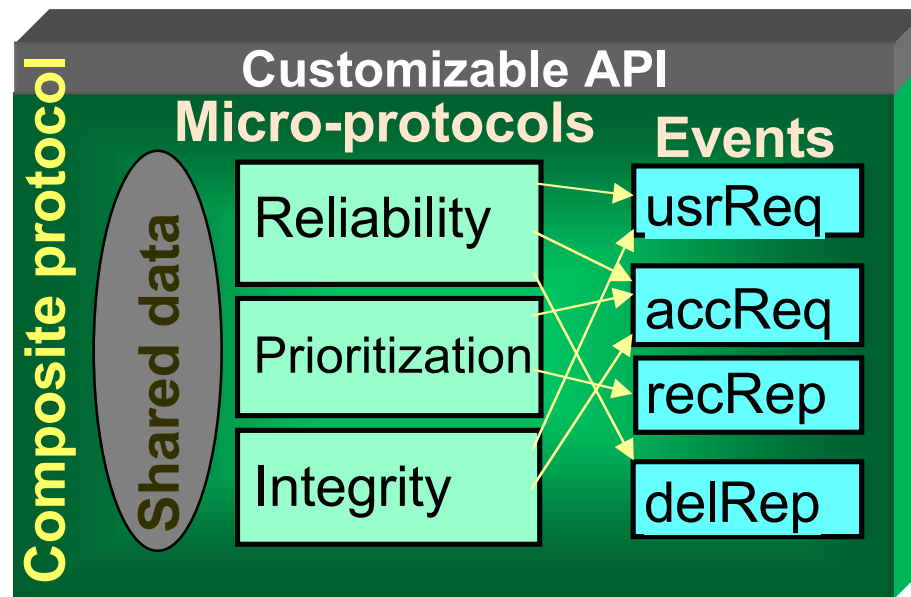 Customizable API
Composite protocol
Micro-protocols
Events
Shared data
Reliability
Prioritization
Integrity
usrReq
accReq
recRep
delRep